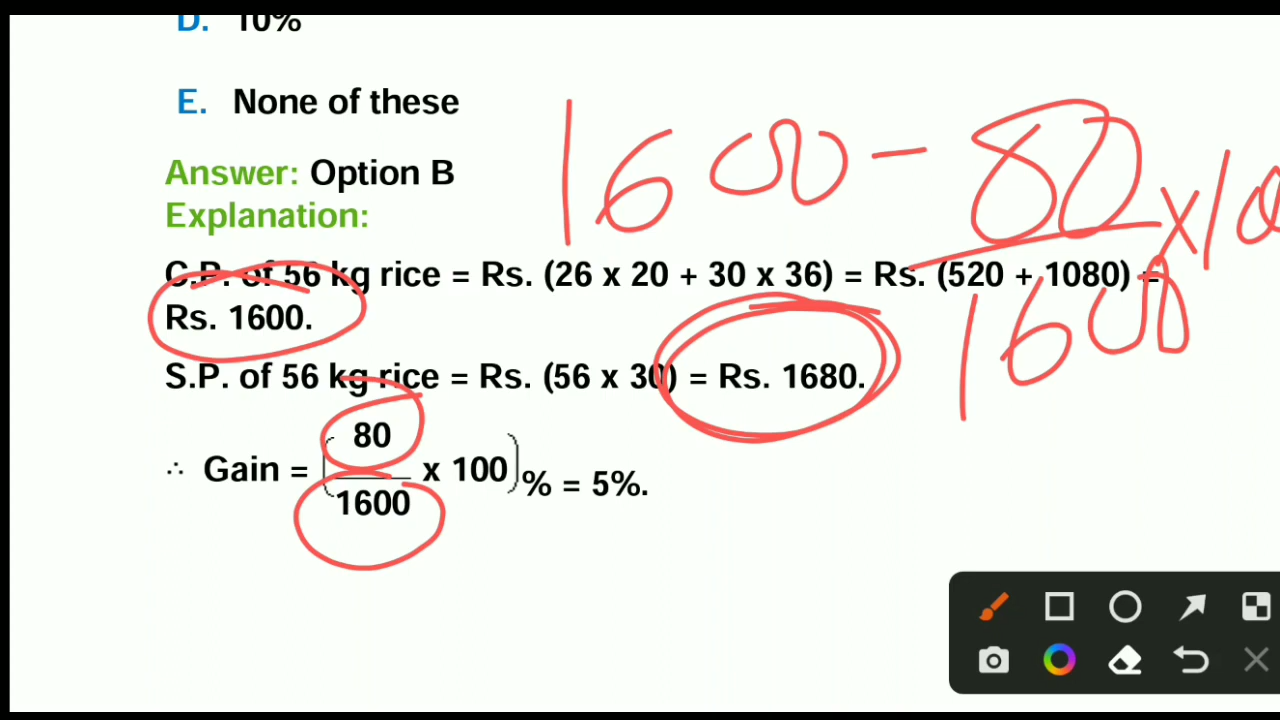 D. 10%
E. None of these
1600 - 80 x 100
1600
Answer: Option B
Explanation:
C.P. of 56 kg rice = Rs. (26 x 20 + 30 x 36) = Rs. (520 + 1080) =
Rs. 1600.
S.P. of 56 kg rice = Rs. (56 x 30) = Rs. 1680.
∴ Gain = (80/1600 x 100)% = 5%.